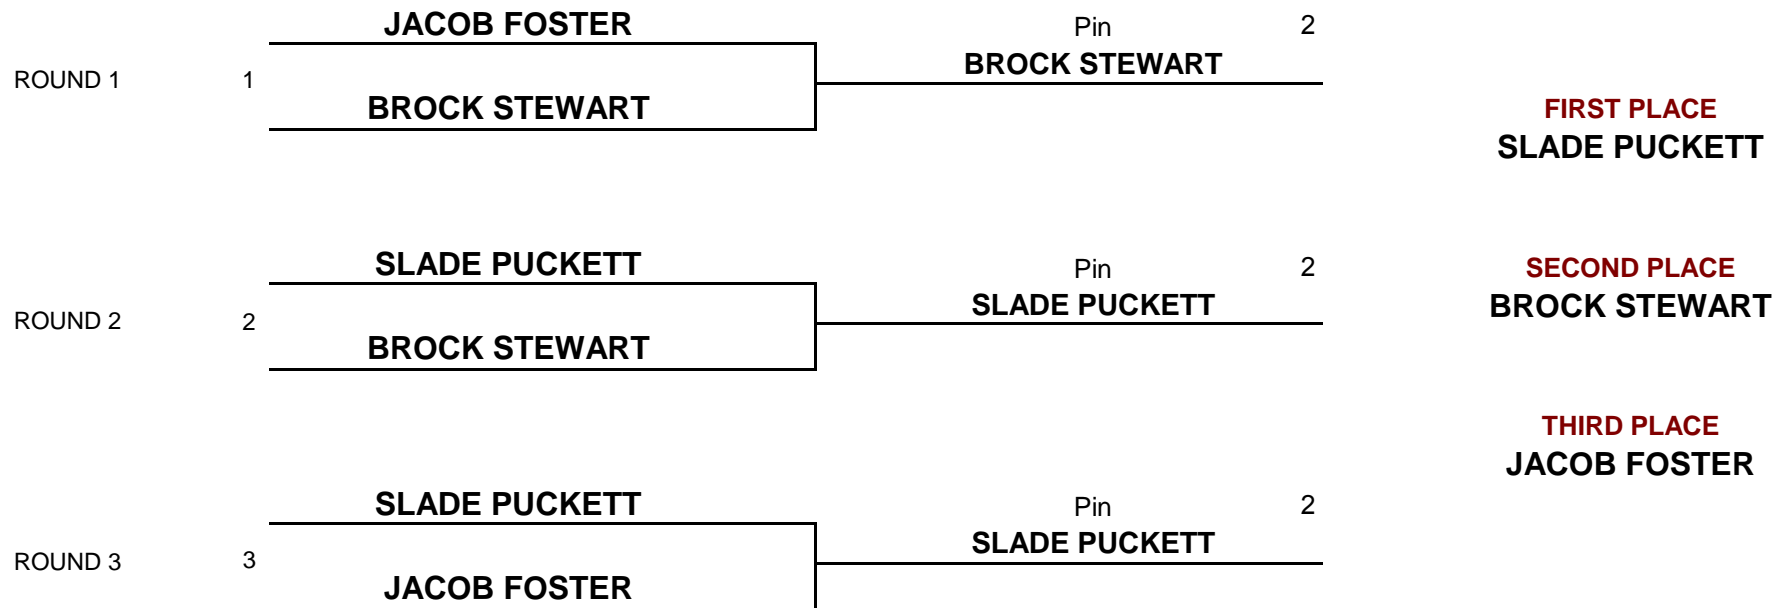 JACOB FOSTER
Pin 2
BROCK STEWART
ROUND 1 1
BROCK STEWART
FIRST PLACE
SLADE PUCKETT
SLADE PUCKETT
Pin 2
SECOND PLACE
SLADE PUCKETT
BROCK STEWART
ROUND 2 2
BROCK STEWART
THIRD PLACE
JACOB FOSTER
SLADE PUCKETT
Pin 2
SLADE PUCKETT
ROUND 3 3
JACOB FOSTER